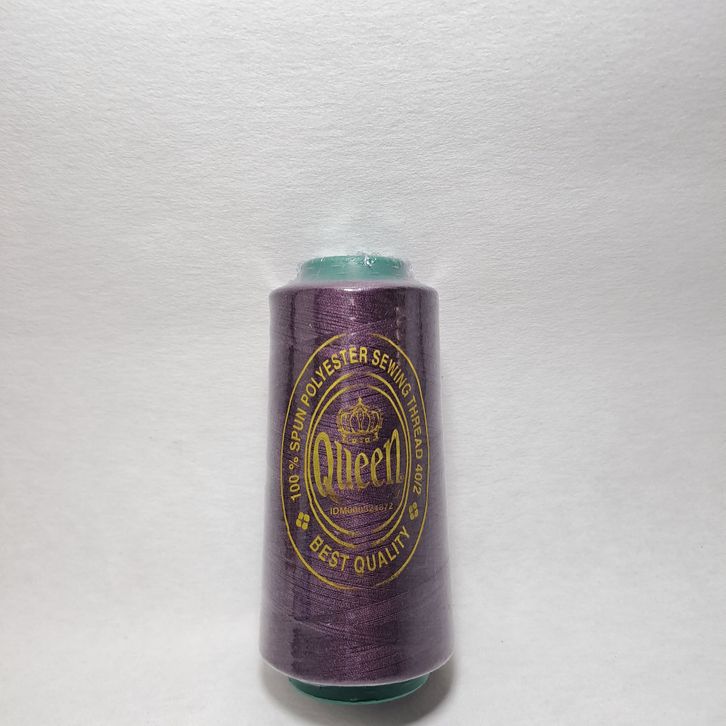 100 % SPUN POLYESTER SEWING THREAD 40/2
Queen
BEST QUALITY